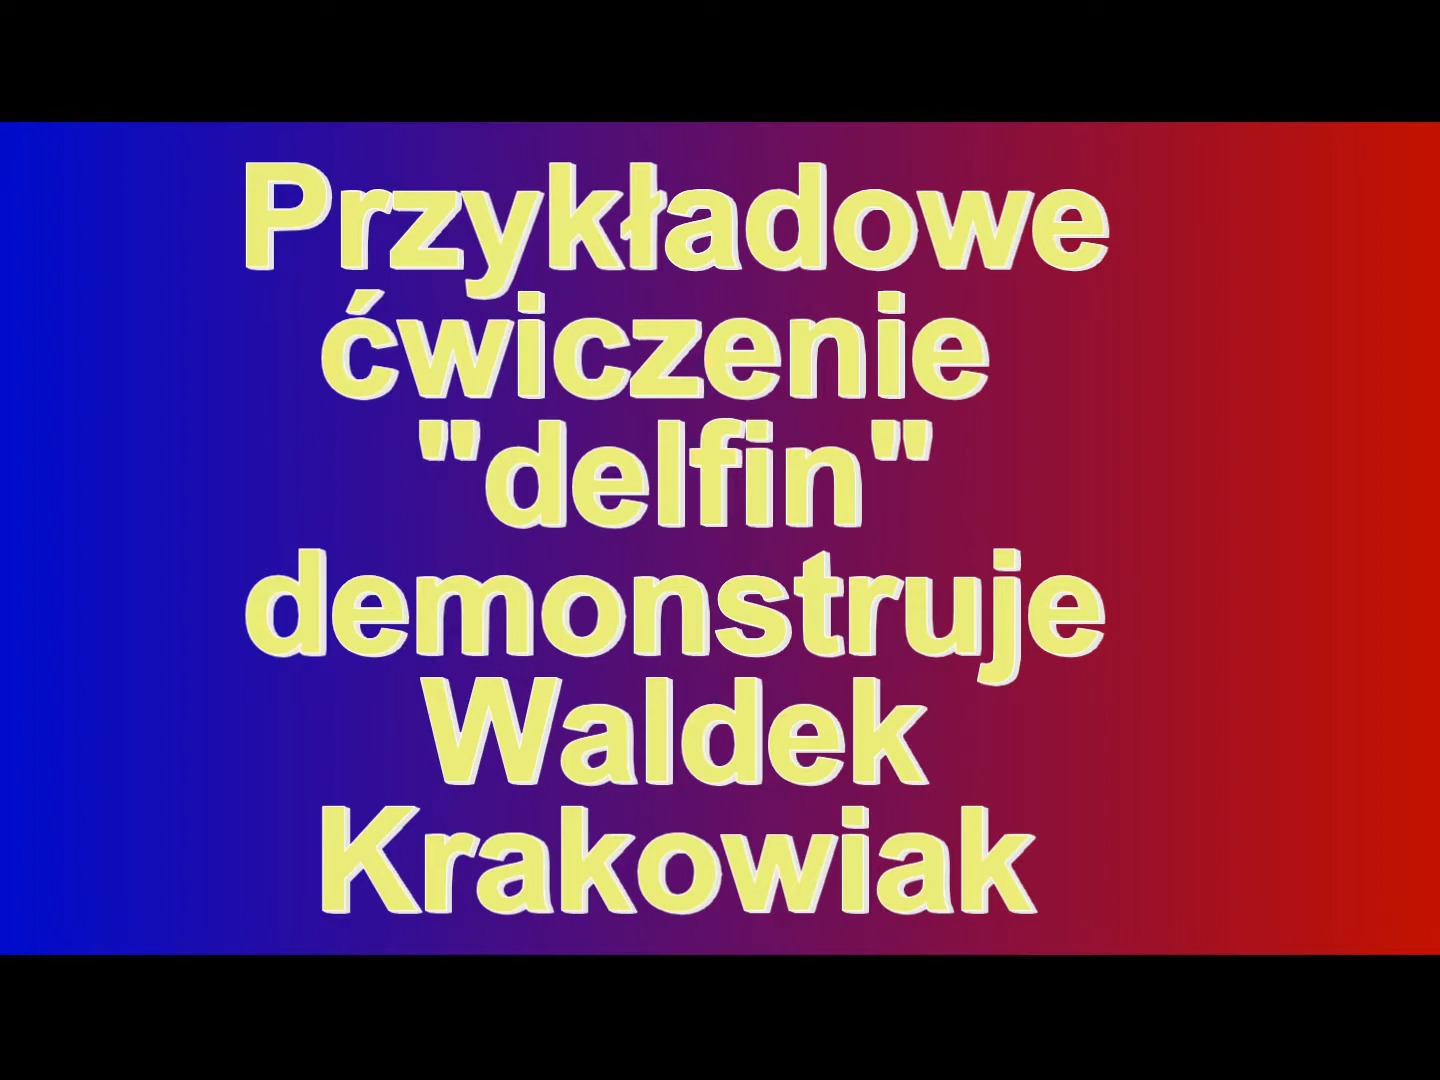 Przykładowe
ćwiczenie
"delfin"
demonstruje
Waldek
Krakowiak